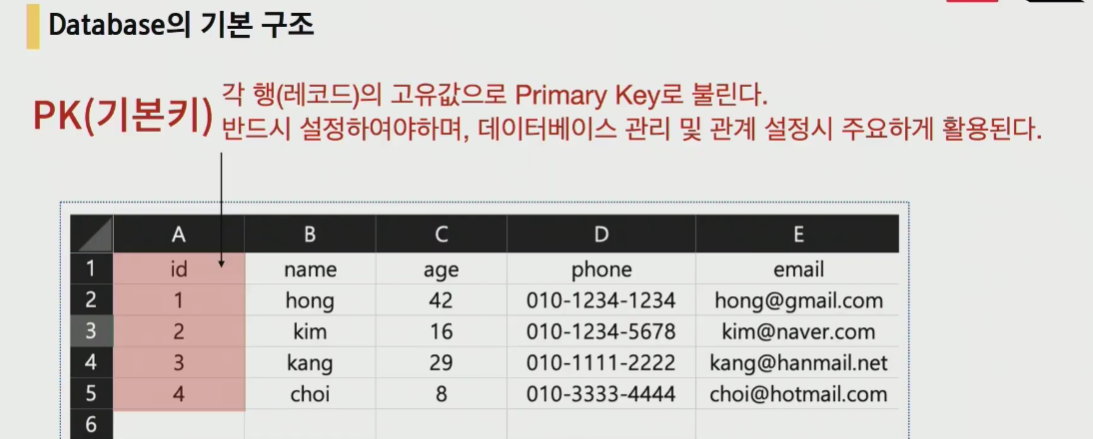 Database의 기본 구조
PK(기본키)
각 행(레코드)의 고유값으로 Primary Key로 불린다.
반드시 설정하여야하며, 데이터베이스 관리 및 관계 설정시 주요하게 활용된다.
A B C D E
1 id name age phone email
2 1 hong 42 010-1234-1234 hong@gmail.com
3 2 kim 16 010-1234-5678 kim@naver.com
4 3 kang 29 010-1111-2222 kang@hanmail.net
5 4 choi 8 010-3333-4444 choi@hotmail.com
6